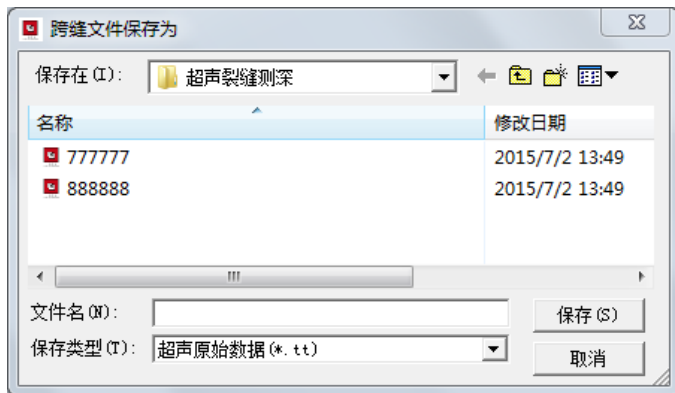 跨缝文件保存为
保存在(I): 超声裂缝测深
名称 修改日期
777777 2015/7/2 13:49
888888 2015/7/2 13:49
文件名(N): 保存(S)
保存类型(T): 超声原始数据(*.tt) 取消